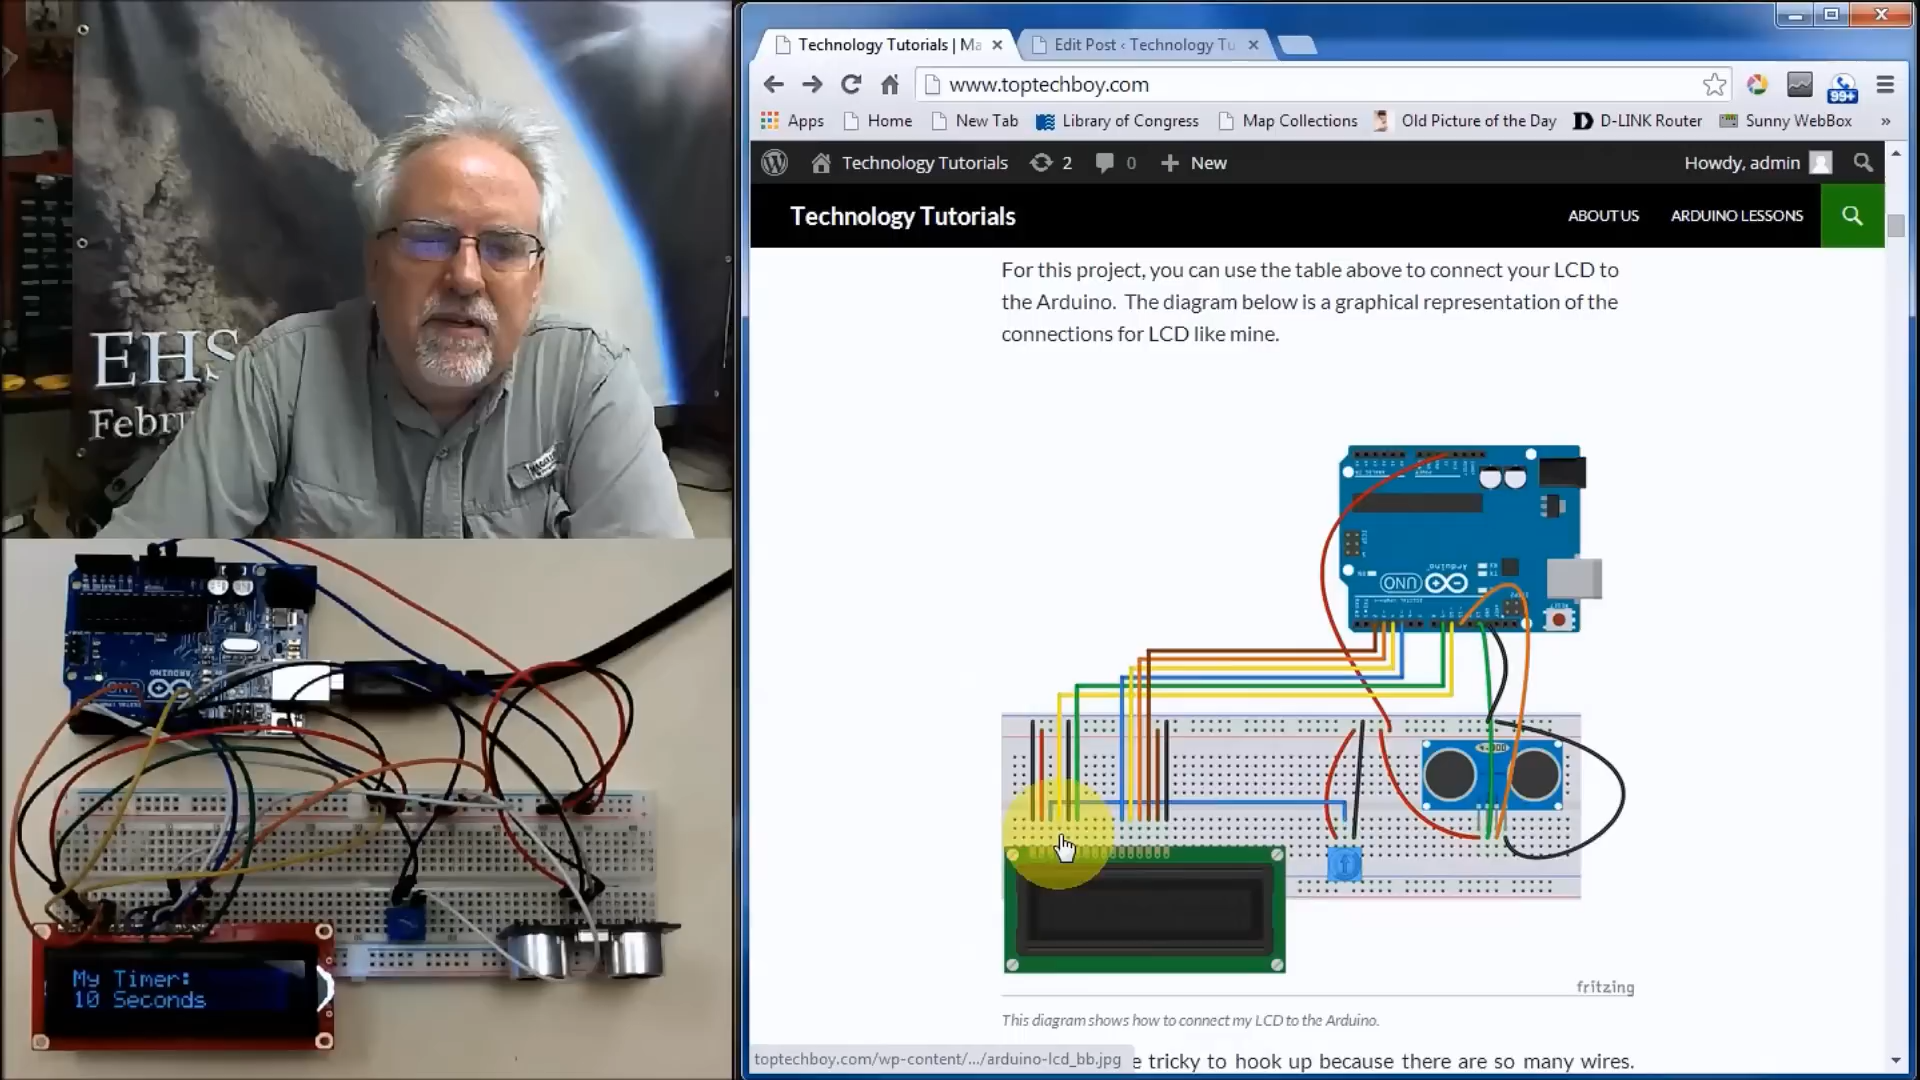 EHS
Febru
My Timer:
10 Seconds
Technology Tutorials | Ma
Edit Post ‹ Technology Tu
www.toptechboy.com
99+
Apps
Home
New Tab
Library of Congress
Map Collections
Old Picture of the Day
D-LINK Router
Sunny WebBox
»
Technology Tutorials
2
0
New
Howdy, admin
Technology Tutorials
ABOUT US
ARDUINO LESSONS
For this project, you can use the table above to connect your LCD to
the Arduino. The diagram below is a graphical representation of the
connections for LCD like mine.
UNO
Arduino
fritzing
This diagram shows how to connect my LCD to the Arduino.
e tricky to hook up because there are so many wires.
toptechboy.com/wp-content/.../arduino-lcd_bb.jpg